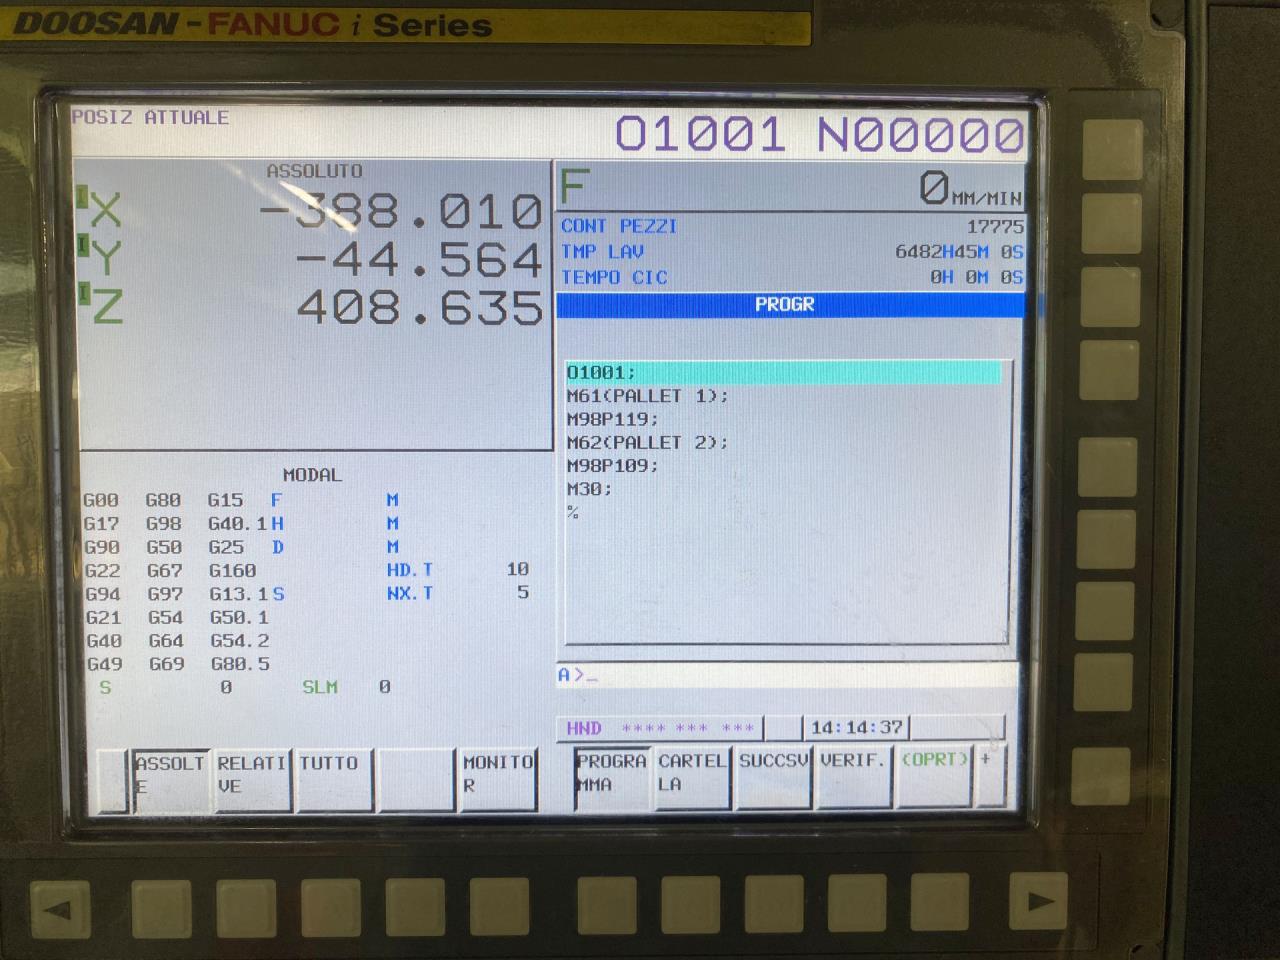 DOOSAN-FANUC i Series
POSIZ ATTUALE
O1001 N00000
ASSOLUTO
I X -388.010
I Y -44.564
I Z 408.635
F 0 MM/MIN
CONT PEZZI 17775
TMP LAV 6482H45M 0S
TEMPO CIC 0H 0M 0S
PROGR
O1001;
M61(PALLET 1);
M98P119;
M62(PALLET 2);
M98P109;
M30;
%
MODAL
G00 G80 G15 F M
G17 G98 G40.1 H M
G90 G50 G25 D M
G22 G67 G160 HD.T 10
G94 G97 G13.1 S NX.T 5
G21 G54 G50.1
G40 G64 G54.2
G49 G69 G80.5
S 0 SLM 0
A>_
HND **** *** *** 14:14:37
ASSOLTE RELATIVE TUTTO MONITOR
PROGRAMMA CARTELLA SUCCSV VERIF. (OPRT) +